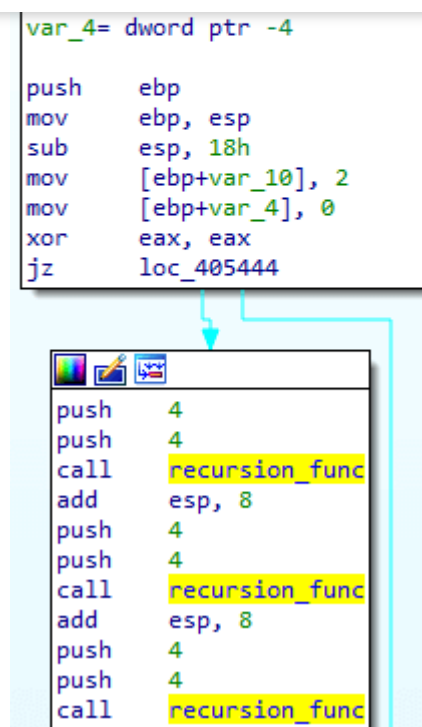 var_4= dword ptr -4
push ebp
mov ebp, esp
sub esp, 18h
mov [ebp+var_10], 2
mov [ebp+var_4], 0
xor eax, eax
jz loc_405444
push 4
push 4
call recursion_func
add esp, 8
push 4
push 4
call recursion_func
add esp, 8
push 4
push 4
call recursion_func